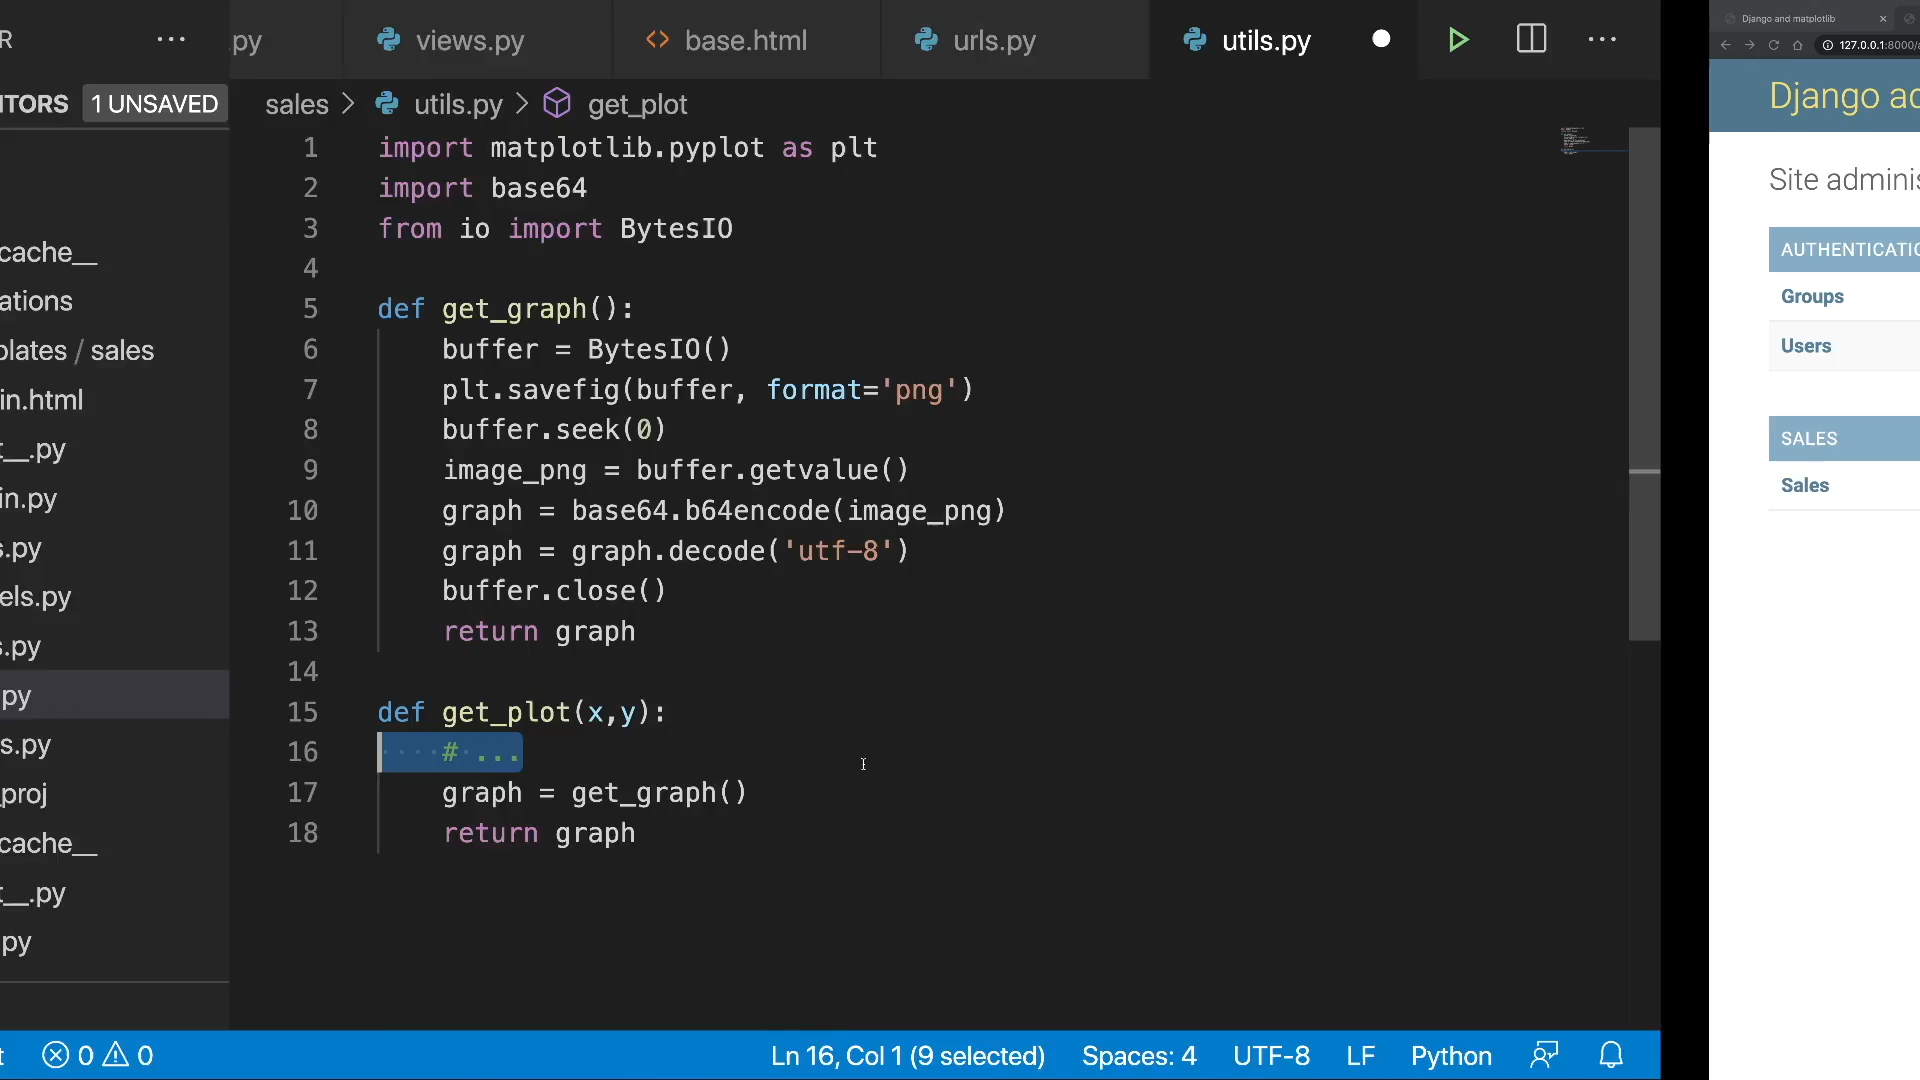 R
...
.py
views.py
base.html
urls.py
utils.py
...
ITORS
1 UNSAVED
sales > utils.py > get_plot
cache__
ations
plates / sales
in.html
t__.py
in.py
s.py
els.py
s.py
.py
s.py
proj
cache__
t__.py
.py
1 import matplotlib.pyplot as plt
2 import base64
3 from io import BytesIO
4
5 def get_graph():
6 buffer = BytesIO()
7 plt.savefig(buffer, format='png')
8 buffer.seek(0)
9 image_png = buffer.getvalue()
10 graph = base64.b64encode(image_png)
11 graph = graph.decode('utf-8')
12 buffer.close()
13 return graph
14
15 def get_plot(x,y):
16 # ...
17 graph = get_graph()
18 return graph
0 0
Ln 16, Col 1 (9 selected)
Spaces: 4
UTF-8
LF
Python
Django and matplotlib
127.0.0.1:8000/a
Django ad
Site adminis
AUTHENTICATIO
Groups
Users
SALES
Sales